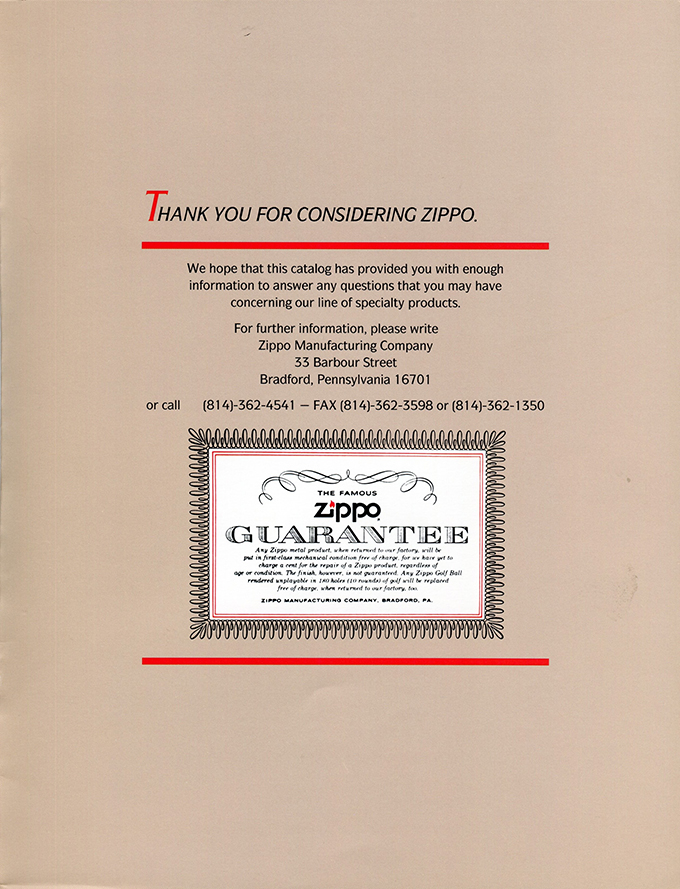 THANK YOU FOR CONSIDERING ZIPPO.
We hope that this catalog has provided you with enough
information to answer any questions that you may have
concerning our line of specialty products.
For further information, please write
Zippo Manufacturing Company
33 Barbour Street
Bradford, Pennsylvania 16701
or call (814)-362-4541 — FAX (814)-362-3598 or (814)-362-1350
THE FAMOUS
Zippo
GUARANTEE
Any Zippo metal product, when returned to our factory, will be
put in first-class mechanical condition free of charge, for we have yet to
charge a cent for the repair of a Zippo product, regardless of
age or condition. The finish, however, is not guaranteed. Any Zippo Golf Ball
rendered unplayable in 180 holes (10 rounds) of golf will be replaced
free of charge, when returned to our factory, too.
ZIPPO MANUFACTURING COMPANY, BRADFORD, PA.